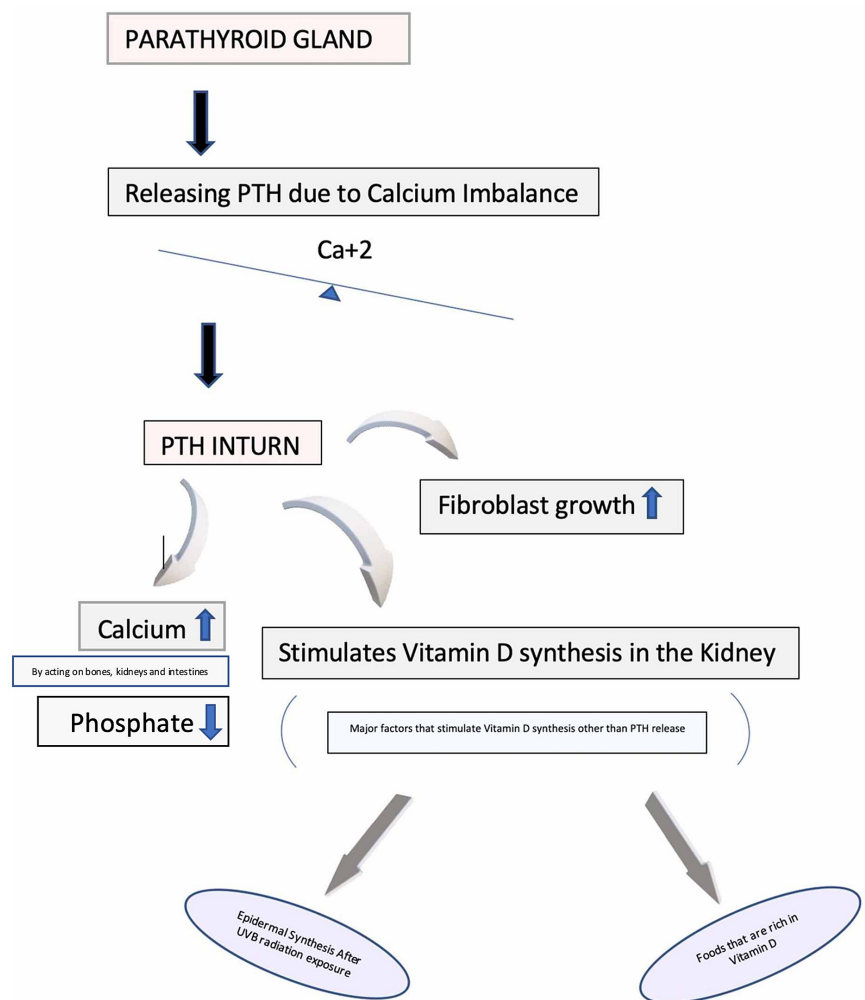 PARATHYROID GLAND
Releasing PTH due to Calcium Imbalance
Ca+2
PTH INTURN
Fibroblast growth
Calcium
By acting on bones, kidneys and intestines
Phosphate
Stimulates Vitamin D synthesis in the Kidney
Major factors that stimulate Vitamin D synthesis other than PTH release
Epidermal Synthesis After
UVB radiation exposure
Foods that are rich in
Vitamin D